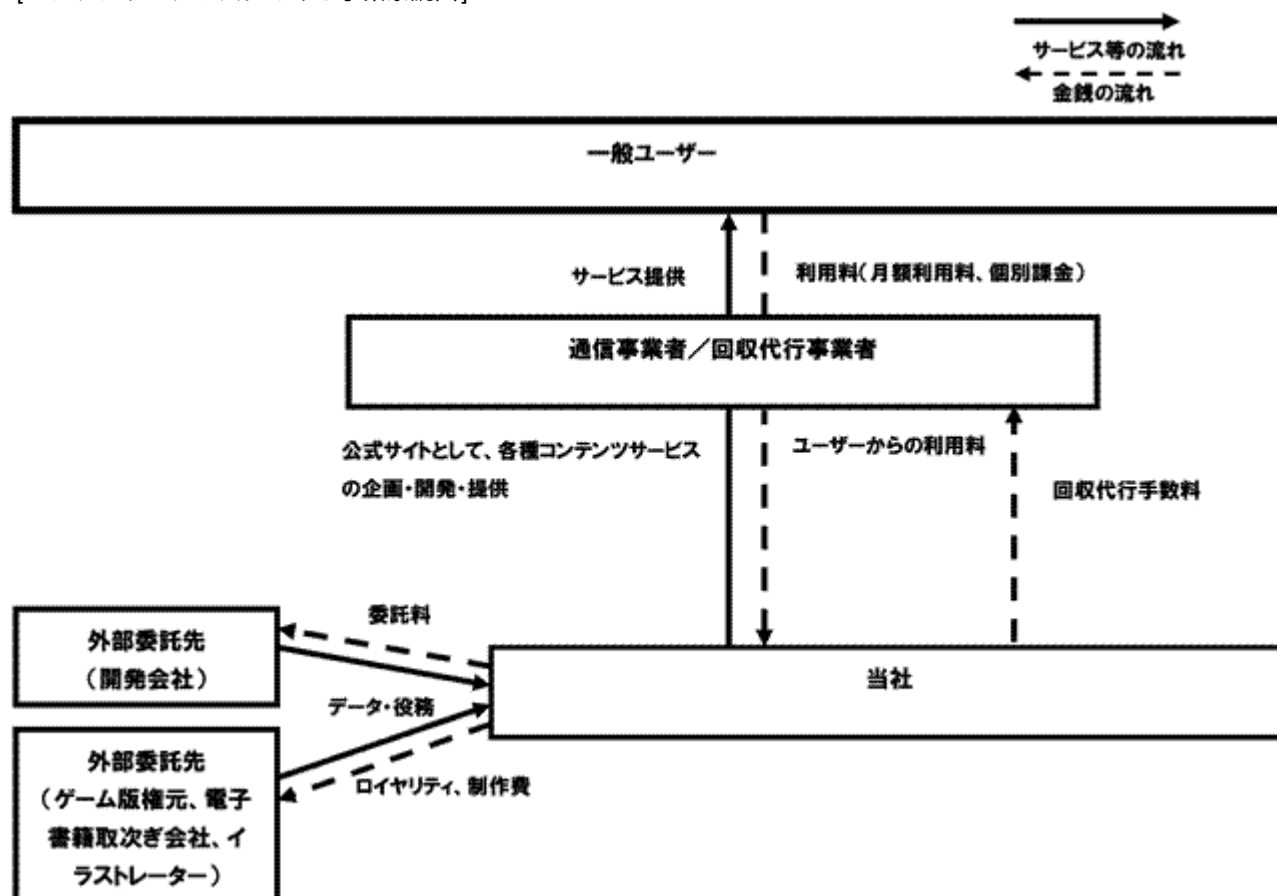 サービス等の流れ
金銭の流れ
一般ユーザー
サービス提供
利用料(月額利用料、個別課金)
通信事業者/回収代行事業者
公式サイトとして、各種コンテンツサービス
の企画・開発・提供
ユーザーからの利用料
回収代行手数料
委託料
外部委託先
(開発会社)
当社
データ・役務
外部委託先
(ゲーム版権元、電子
書籍取次ぎ会社、イ
ラストレーター)
ロイヤリティ、制作費